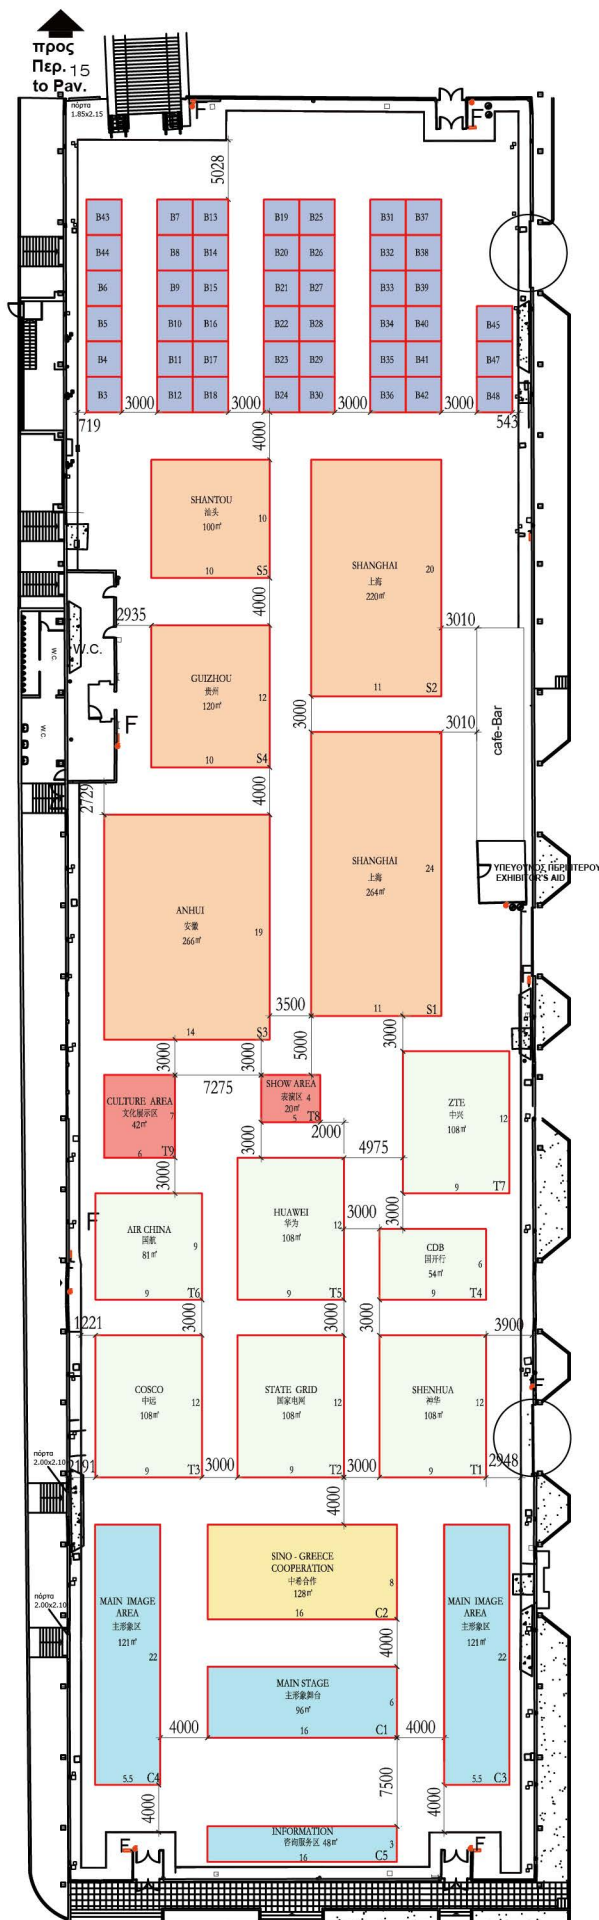 προς
Περ. 15
to Pav.
πόρτα
1.85x2.15
F
F
5028
B43 B7 B13 B19 B25 B31 B37
B44 B8 B14 B20 B26 B32 B38
B6 B9 B15 B21 B27 B33 B39
B5 B10 B16 B22 B28 B34 B40 B45
B4 B11 B17 B23 B29 B35 B41 B47
B3 B12 B18 B24 B30 B36 B42 B48
3000 3000 3000 3000
719
543
4000
SHANTOU
汕头
100㎡
10
10 S5
SHANGHAI
上海
220㎡
20
11 S2
4000
2935
3010
W.C.
W.C.
W.C.
F
GUIZHOU
贵州
120㎡
12
10 S4
3000
3010
cafe-Bar
2729
4000
ANHUI
安徽
266㎡
19
14 S3
SHANGHAI
上海
264㎡
24
11 S1
ΥΠΕΥΘΥΝΟΣ ΠΕΡΙΠΤΕΡΟΥ
EXHIBITOR'S AID
F
3500
3000
3000
3000
5000
7275
CULTURE AREA
文化展示区
42㎡
7
6 T9
SHOW AREA
表演区 4
20㎡
5 T8
ZTE
中兴
108㎡
12
9 T7
2000
3000
4975
3000
F
AIR CHINA
国航
81㎡
9
9 T6
HUAWEI
华为
108㎡
12
9 T5
3000
3000
CDB
国开行
54㎡
6
9 T4
1221
3000
3000
3900
COSCO
中远
108㎡
12
9 T3
STATE GRID
国家电网
108㎡
12
9 T2
SHENHUA
神华
108㎡
12
9 T1
F
πόρτα
2.00x2.10
2191
3000
3000
2948
4000
MAIN IMAGE
AREA
主形象区
121㎡
22
5.5 C4
SINO - GREECE
COOPERATION
中希合作
128㎡
8
16 C2
MAIN IMAGE
AREA
主形象区
121㎡
22
5.5 C3
πόρτα
2.00x2.10
4000
MAIN STAGE
主形象舞台
96㎡
6
16 C1
4000
4000
7500
4000
4000
INFORMATION
咨询服务区 48㎡
3
16 C5
F
F